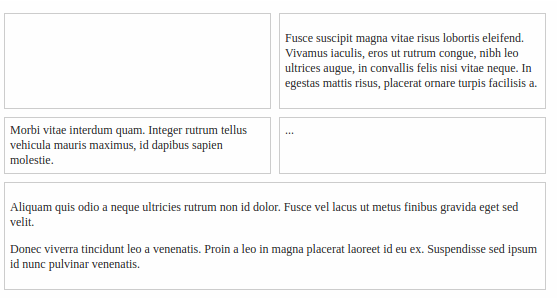 Fusce suscipit magna vitae risus lobortis eleifend.
Vivamus iaculis, eros ut rutrum congue, nibh leo
ultrices augue, in convallis felis nisi vitae neque. In
egestas mattis risus, placerat ornare turpis facilisis a.
Morbi vitae interdum quam. Integer rutrum tellus
vehicula mauris maximus, id dapibus sapien
molestie.
...
Aliquam quis odio a neque ultricies rutrum non id dolor. Fusce vel lacus ut metus finibus gravida eget sed
velit.
Donec viverra tincidunt leo a venenatis. Proin a leo in magna placerat laoreet id eu ex. Suspendisse sed ipsum
id nunc pulvinar venenatis.